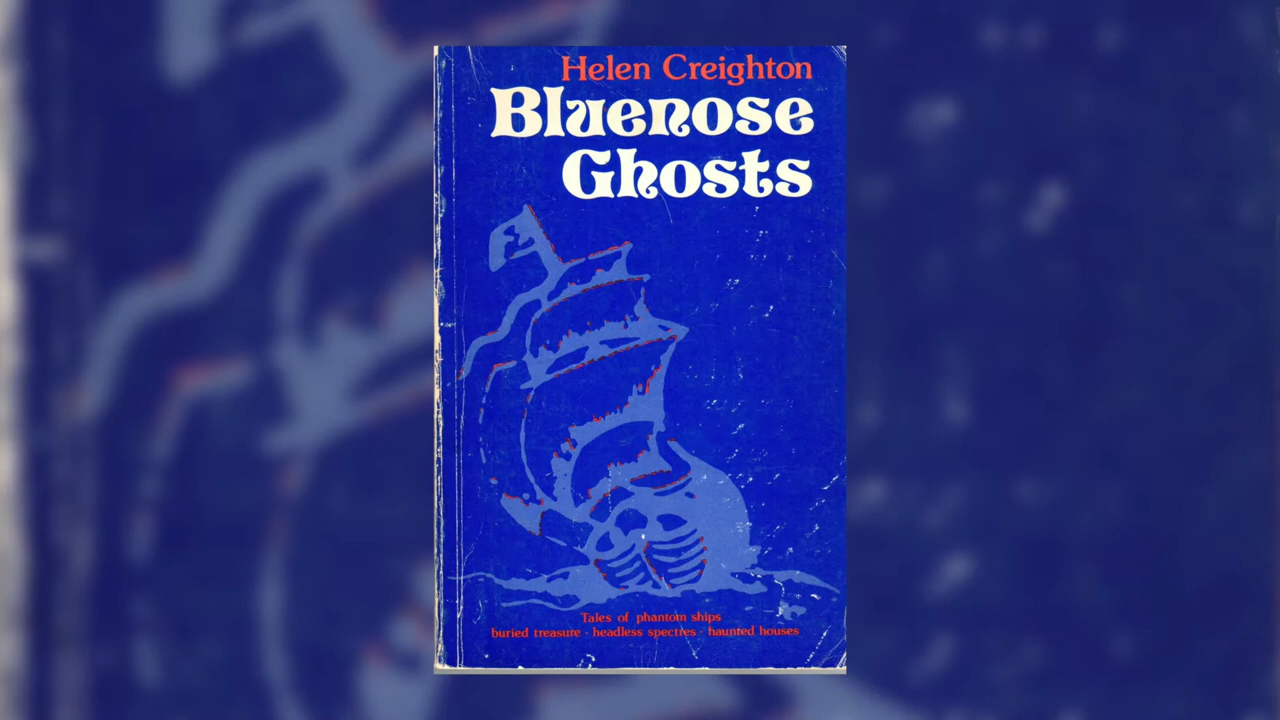 Helen Creighton
Bluenose
Ghosts
Tales of phantom ships
buried treasure · headless spectres · haunted houses